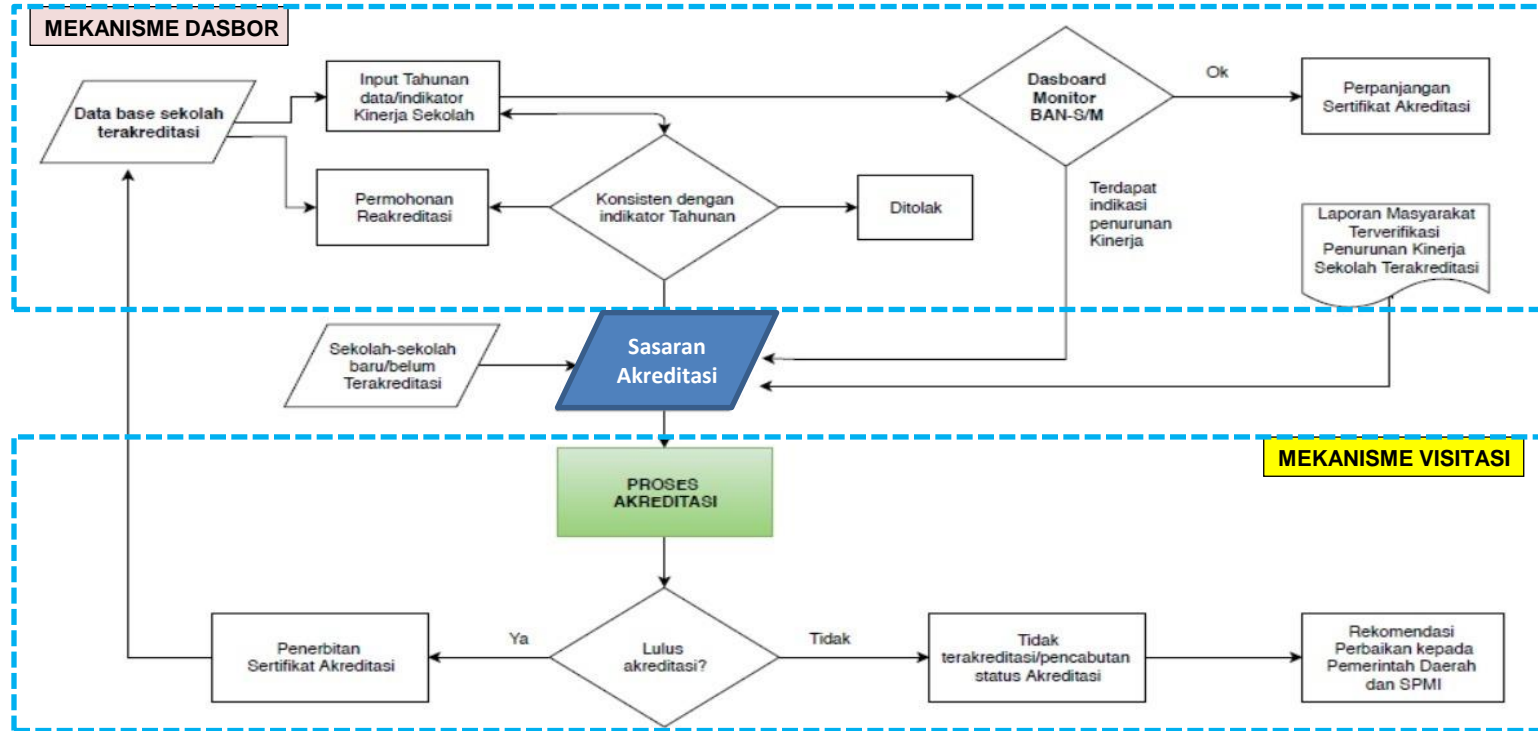 MEKANISME DASBOR
Data base sekolah
terakreditasi
Input Tahunan
data/indikator
Kinerja Sekolah
Dasboard
Monitor
BAN-S/M
Ok
Perpanjangan
Sertifikat Akreditasi
Permohonan
Reakreditasi
Konsisten dengan
indikator Tahunan
Ditolak
Terdapat
indikasi
penurunan
Kinerja
Laporan Masyarakat
Terverifikasi
Penurunan Kinerja
Sekolah Terakreditasi
Sekolah-sekolah
baru/belum
Terakreditasi
Sasaran
Akreditasi
MEKANISME VISITASI
PROSES
AKREDITASI
Penerbitan
Sertifikat Akreditasi
Ya
Lulus
akreditasi?
Tidak
Tidak
terakreditasi/pencabutan
status Akreditasi
Rekomendasi
Perbaikan kepada
Pemerintah Daerah
dan SPMI